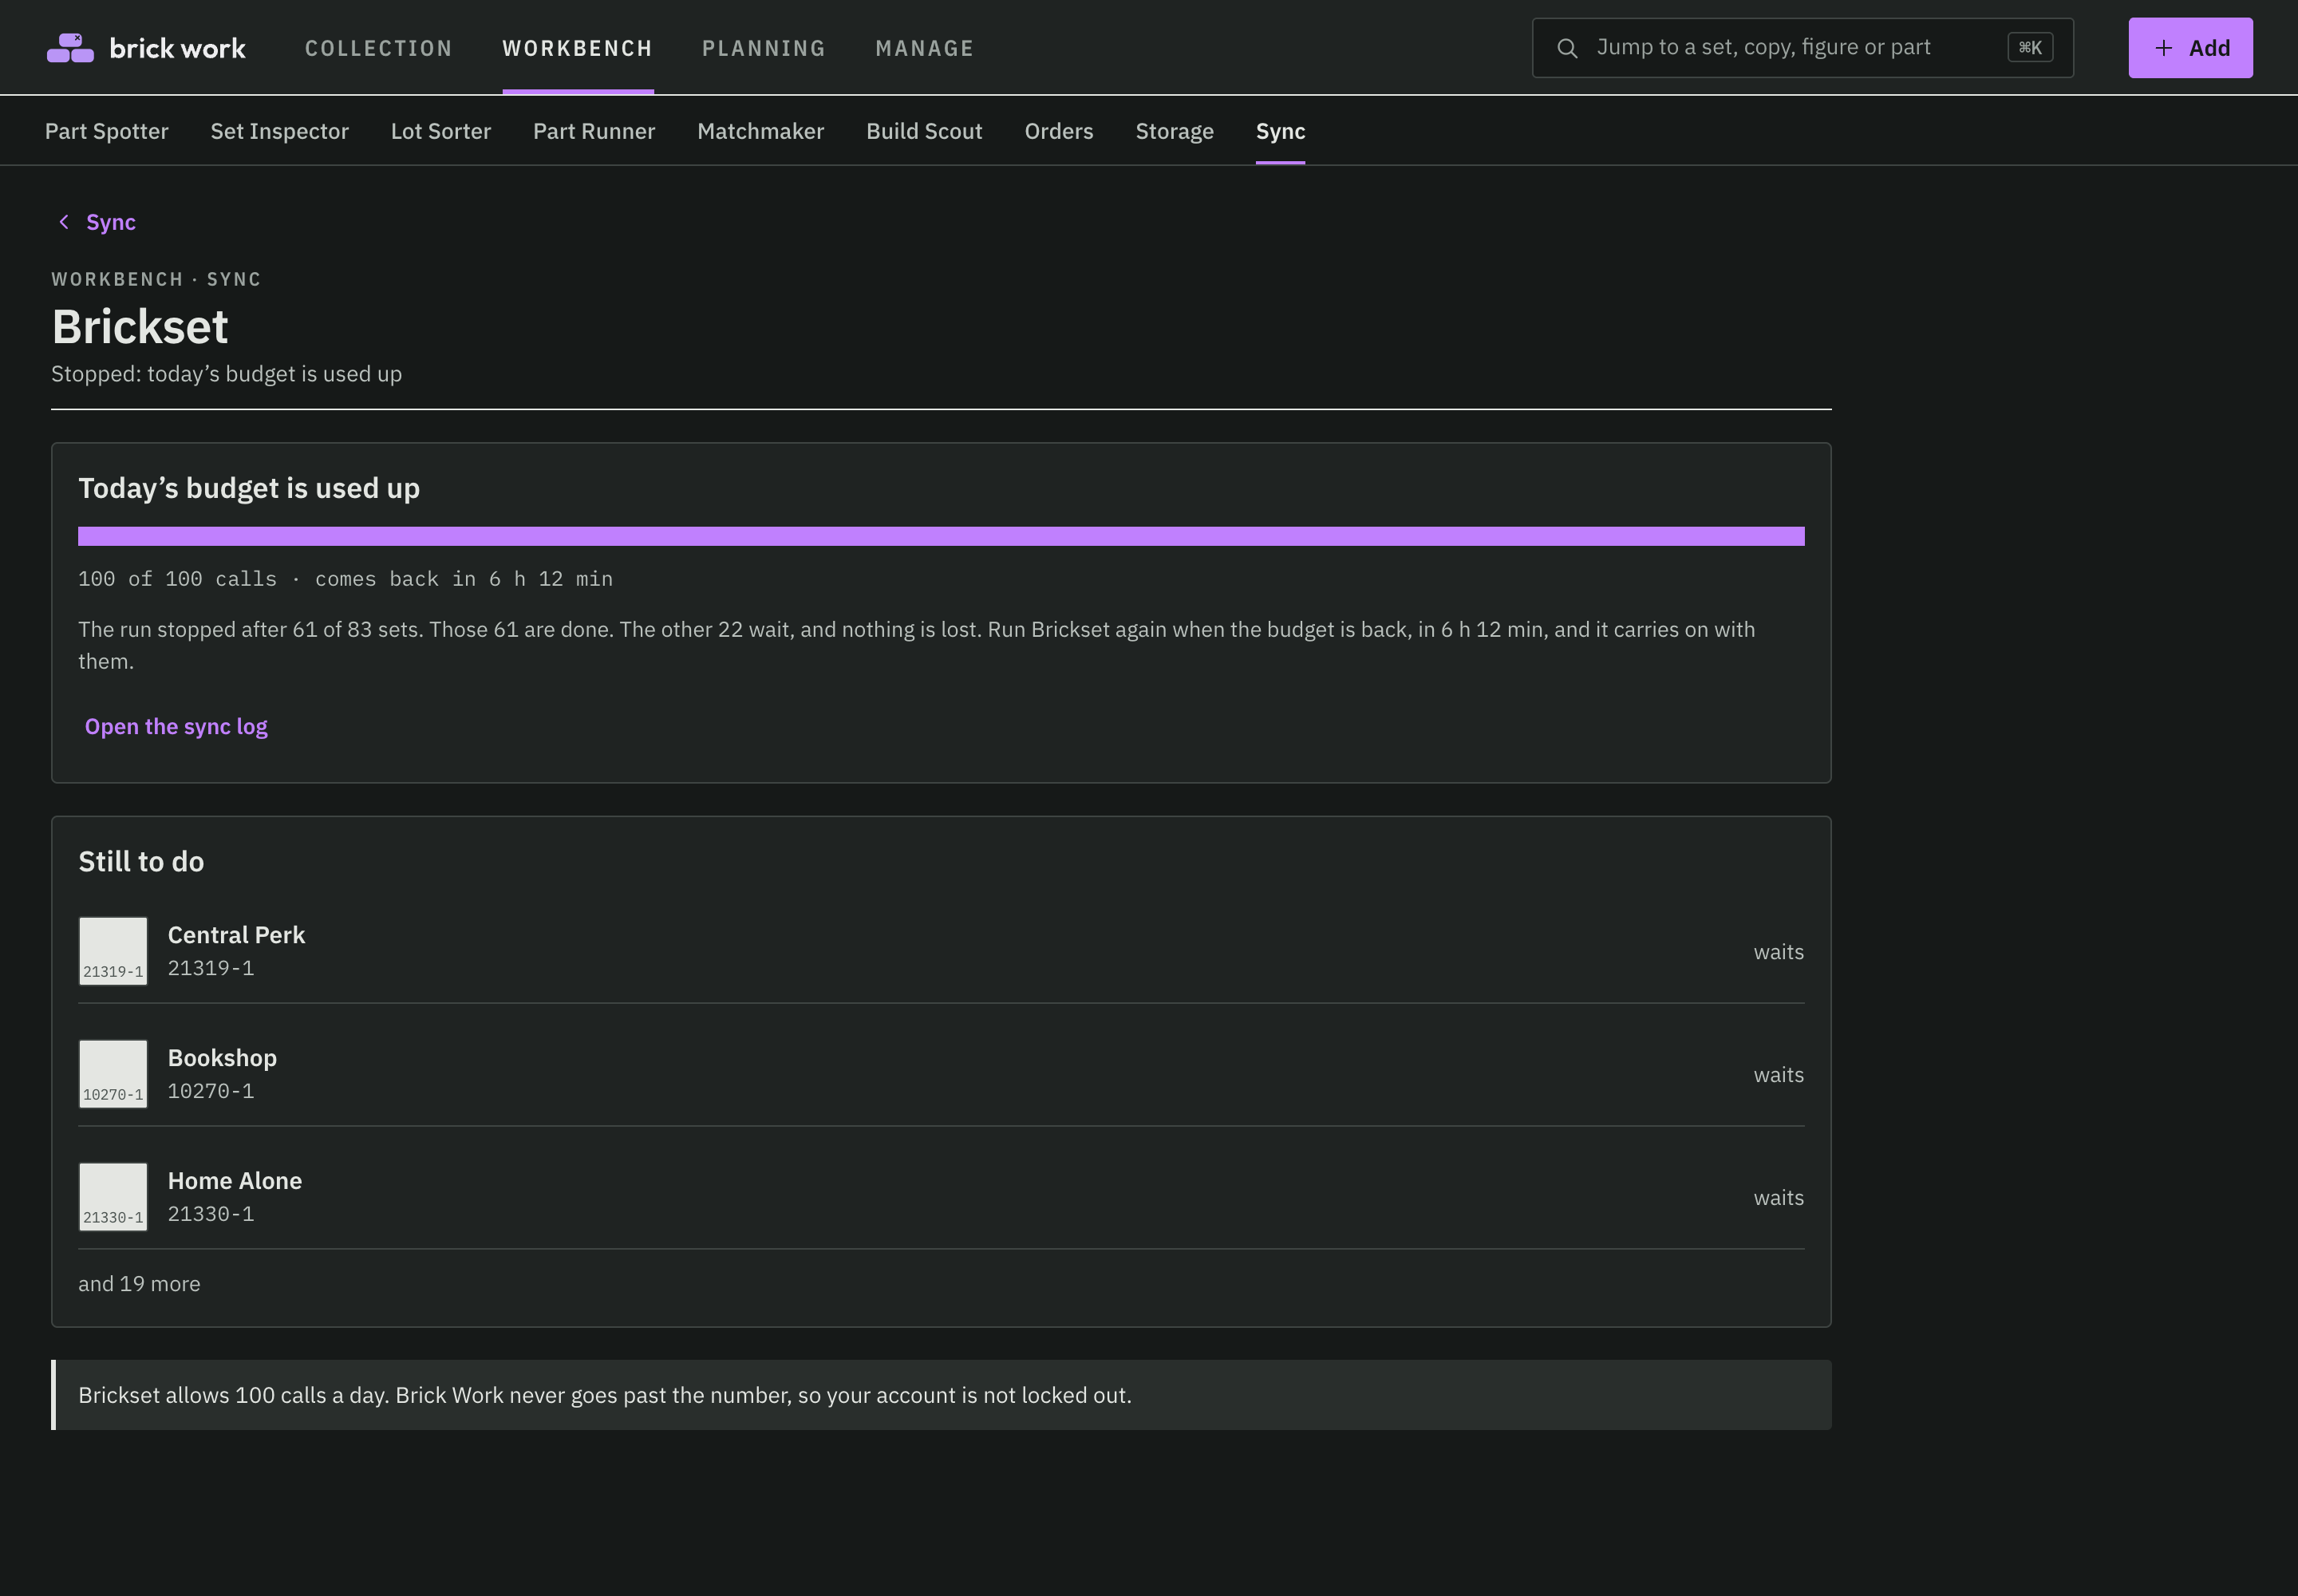 brick work
COLLECTION
WORKBENCH
PLANNING
MANAGE
Jump to a set, copy, figure or part
⌘K
+ Add
Part Spotter
Set Inspector
Lot Sorter
Part Runner
Matchmaker
Build Scout
Orders
Storage
Sync
Sync
WORKBENCH · SYNC
Brickset
Stopped: today’s budget is used up
Today’s budget is used up
100 of 100 calls · comes back in 6 h 12 min
The run stopped after 61 of 83 sets. Those 61 are done. The other 22 wait, and nothing is lost. Run Brickset again when the budget is back, in 6 h 12 min, and it carries on with
them.
Open the sync log
Still to do
21319-1
Central Perk
21319-1
waits
10270-1
Bookshop
10270-1
waits
21330-1
Home Alone
21330-1
waits
and 19 more
Brickset allows 100 calls a day. Brick Work never goes past the number, so your account is not locked out.